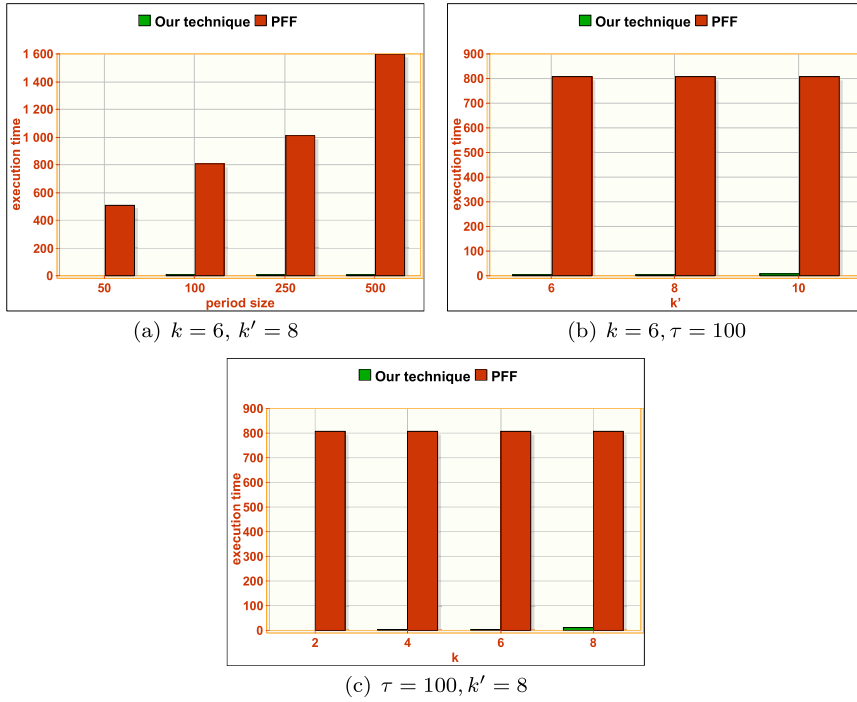 Our technique PFF
execution time
1 600
1 400
1 200
1 000
800
600
400
200
0
50 100 250 500
period size
(a) k = 6, k′ = 8
Our technique PFF
execution time
900
800
700
600
500
400
300
200
100
0
6 8 10
k'
(b) k = 6, τ = 100
Our technique PFF
execution time
900
800
700
600
500
400
300
200
100
0
2 4 6 8
k
(c) τ = 100, k′ = 8